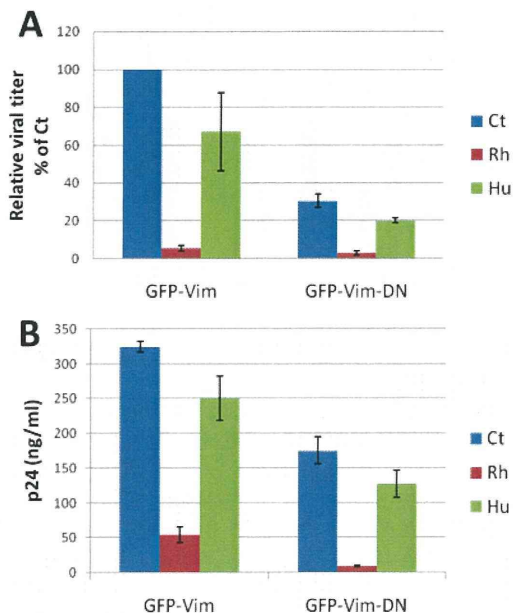 A
Relative viral titer
% of Ct
120
100
80
60
40
20
0
GFP-Vim
GFP-Vim-DN
Ct
Rh
Hu
B
p24 (ng/ml)
350
300
250
200
150
100
50
0
GFP-Vim
GFP-Vim-DN
Ct
Rh
Hu